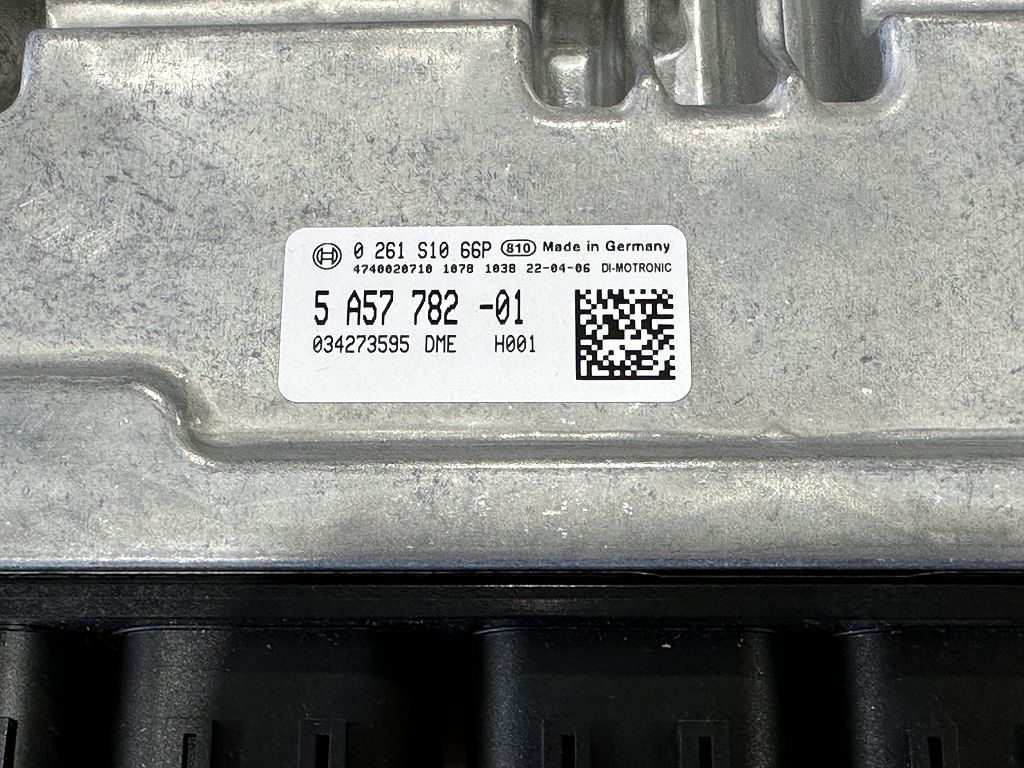 0 261 S10 66P 810 Made in Germany
4740020710 1078 1038 22-04-06 DI-MOTRONIC
5 A57 782 -01
034273595 DME H001